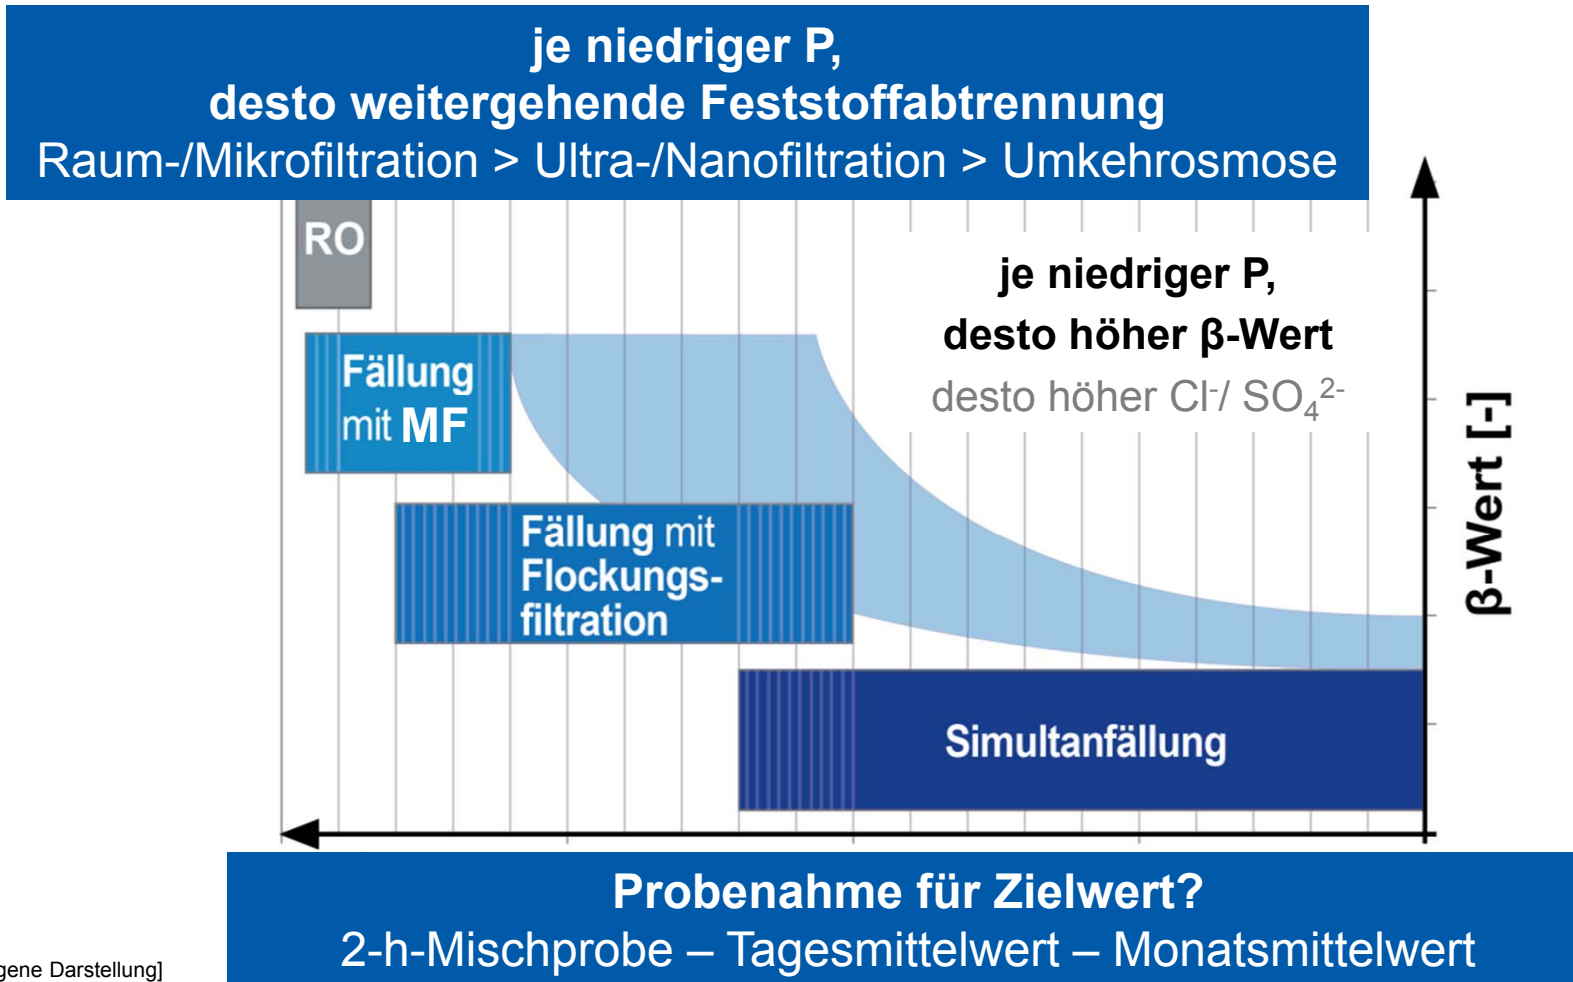 je niedriger P,
desto weitergehende Feststoffabtrennung
Raum-/Mikrofiltration > Ultra-/Nanofiltration > Umkehrosmose
RO
je niedriger P,
desto höher β-Wert
desto höher Cl⁻/ SO₄²⁻
Fällung
mit MF
β-Wert [-]
Fällung mit
Flockungs-
filtration
Simultanfällung
Probenahme für Zielwert?
2-h-Mischprobe – Tagesmittelwert – Monatsmittelwert
gene Darstellung]